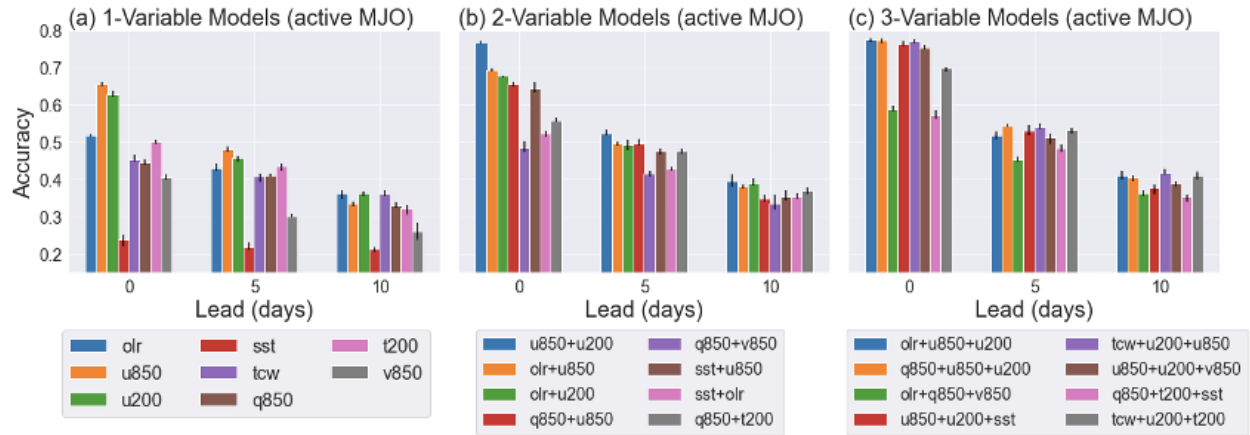 (a) 1-Variable Models (active MJO)
(b) 2-Variable Models (active MJO)
(c) 3-Variable Models (active MJO)
Accuracy
0.8
0.7
0.6
0.5
0.4
0.3
0.2
0 5 10
0 5 10
0 5 10
Lead (days)
Lead (days)
Lead (days)
olr sst t200
u850 tcw v850
u200 q850
u850+u200 q850+v850
olr+u850 sst+u850
olr+u200 sst+olr
q850+u850 q850+t200
olr+u850+u200 tcw+u200+u850
q850+u850+u200 u850+u200+v850
olr+q850+v850 q850+t200+sst
u850+u200+sst tcw+u200+t200